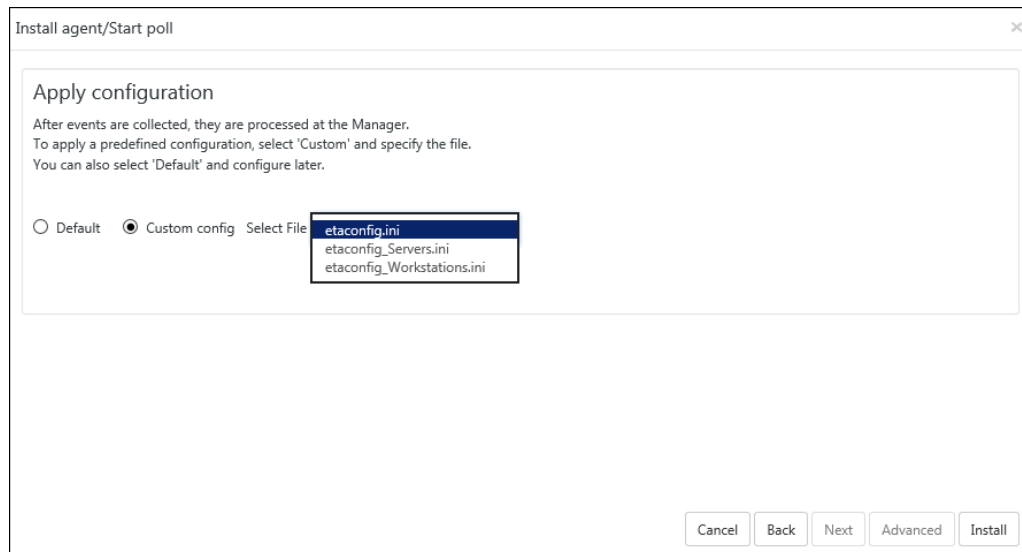 Install agent/Start poll
Apply configuration
After events are collected, they are processed at the Manager.
To apply a predefined configuration, select 'Custom' and specify the file.
You can also select 'Default' and configure later.
Default Custom config Select File etaconfig.ini
etaconfig_Servers.ini
etaconfig_Workstations.ini
Cancel Back Next Advanced Install